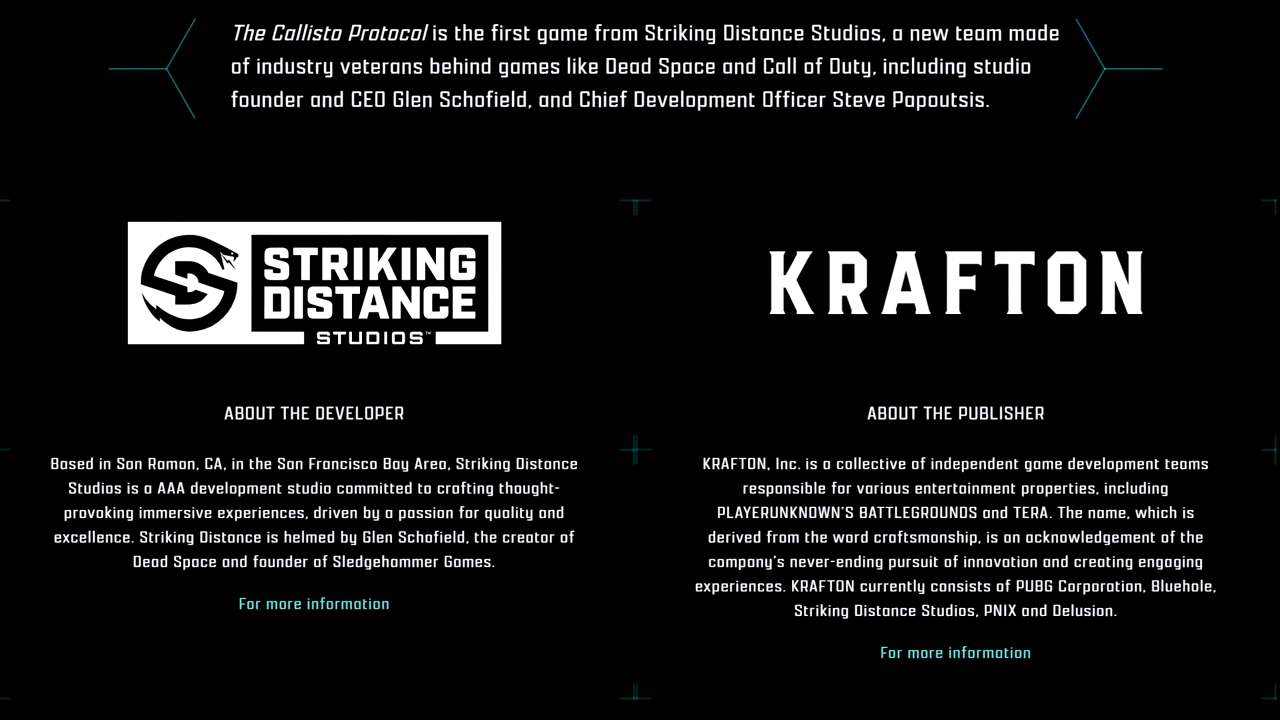 The Callisto Protocol is the first game from Striking Distance Studios, a new team made
of industry veterans behind games like Dead Space and Call of Duty, including studio
founder and CEO Glen Schofield, and Chief Development Officer Steve Papoutsis.
STRIKING
DISTANCE
STUDIOS™
KRAFTON
ABOUT THE DEVELOPER
Based in San Ramon, CA, in the San Francisco Bay Area, Striking Distance
Studios is a AAA development studio committed to crafting thought-
provoking immersive experiences, driven by a passion for quality and
excellence. Striking Distance is helmed by Glen Schofield, the creator of
Dead Space and founder of Sledgehammer Games.
For more information
ABOUT THE PUBLISHER
KRAFTON, Inc. is a collective of independent game development teams
responsible for various entertainment properties, including
PLAYERUNKNOWN'S BATTLEGROUNDS and TERA. The name, which is
derived from the word craftsmanship, is an acknowledgement of the
company's never-ending pursuit of innovation and creating engaging
experiences. KRAFTON currently consists of PUBG Corporation, Bluehole,
Striking Distance Studios, PNIX and Delusion.
For more information